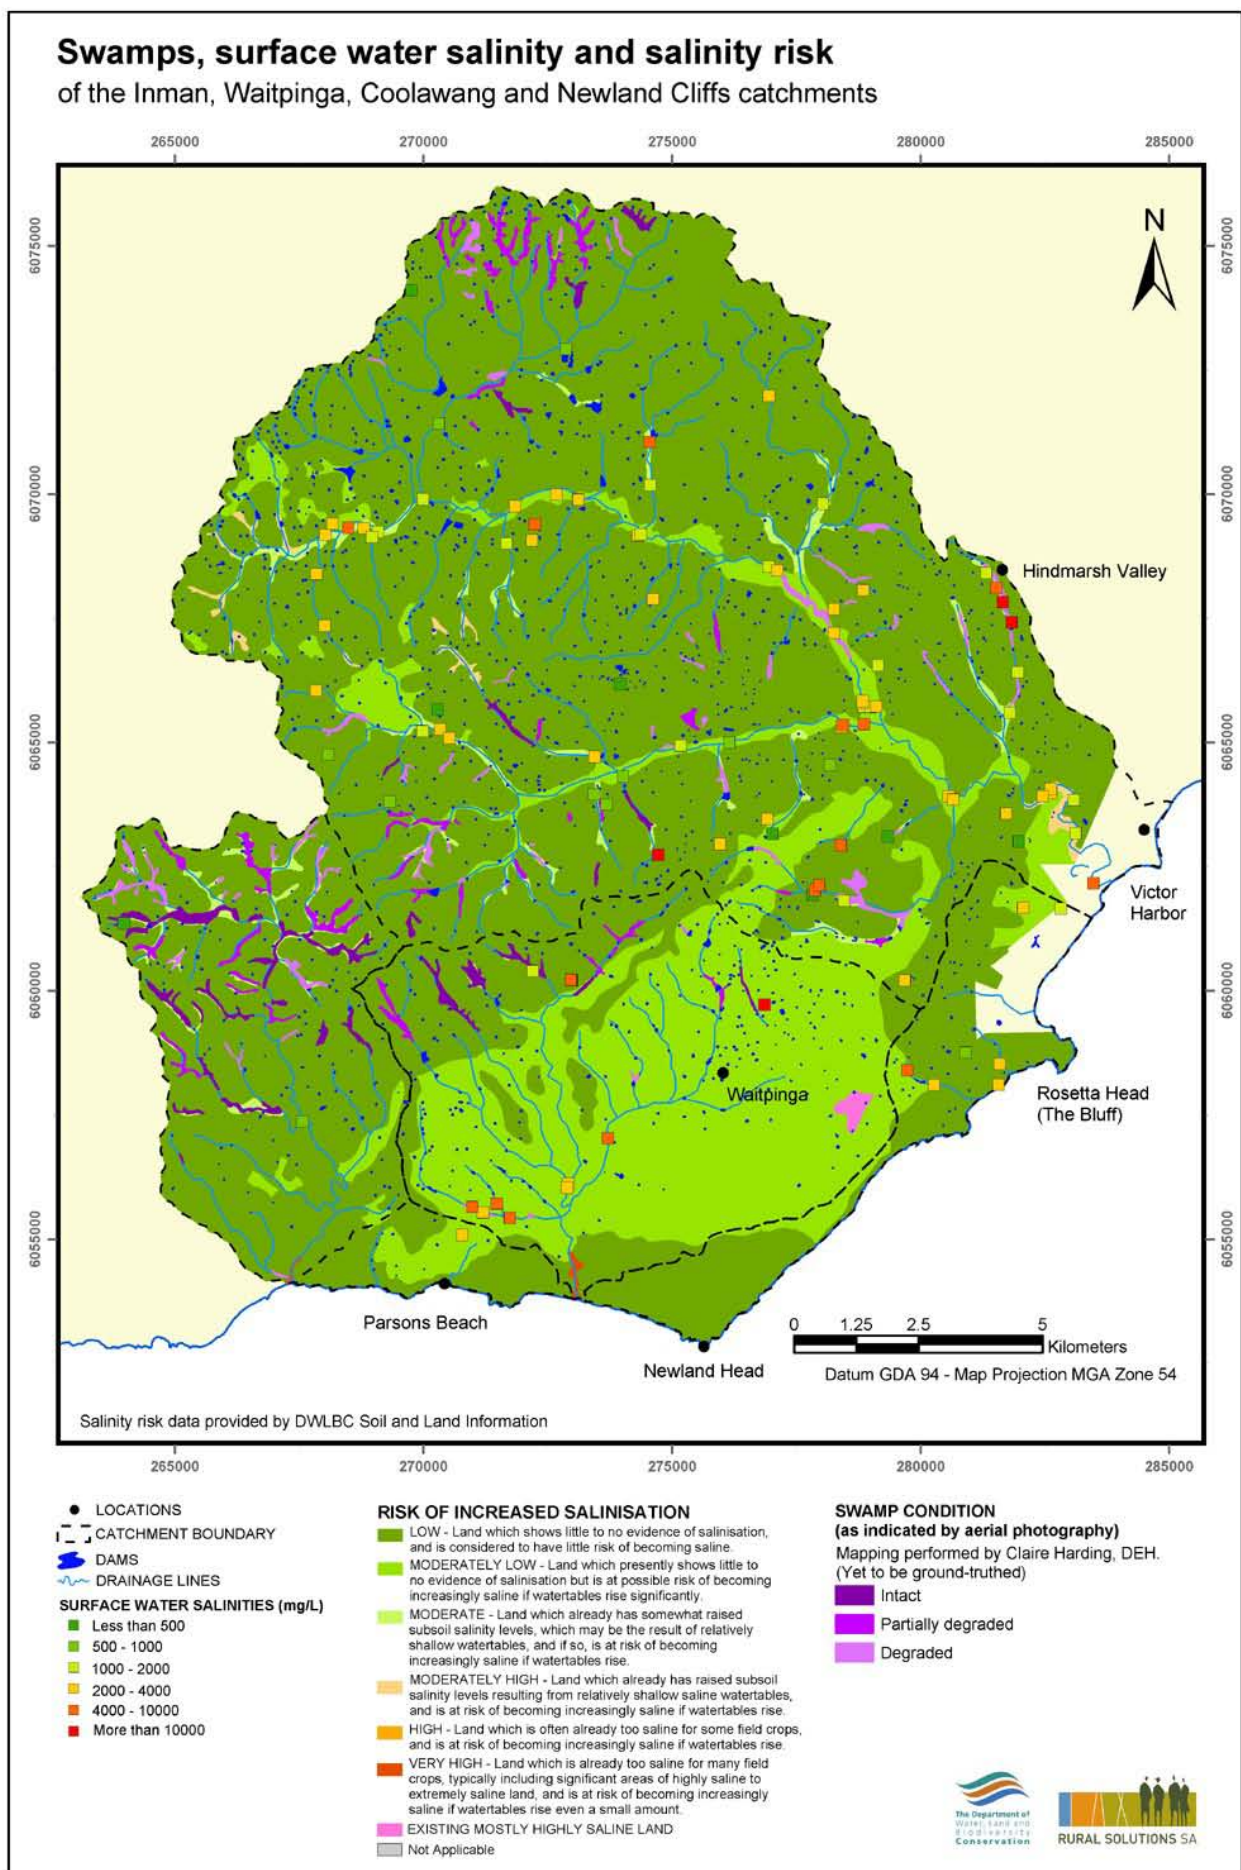 Swamps, surface water salinity and salinity risk
of the Inman, Waitpinga, Coolawang and Newland Cliffs catchments
265000 270000 275000 280000 285000
6075000 6075000
6070000 6070000
6065000 6065000
6060000 6060000
6055000 6055000
N
Hindmarsh Valley
Victor
Harbor
Waitpinga
Rosetta Head
(The Bluff)
Parsons Beach
Newland Head
0 1.25 2.5 5
Kilometers
Datum GDA 94 - Map Projection MGA Zone 54
Salinity risk data provided by DWLBC Soil and Land Information
265000 270000 275000 280000 285000
LOCATIONS
CATCHMENT BOUNDARY
DAMS
DRAINAGE LINES
SURFACE WATER SALINITIES (mg/L)
Less than 500
500 - 1000
1000 - 2000
2000 - 4000
4000 - 10000
More than 10000
RISK OF INCREASED SALINISATION
LOW - Land which shows little to no evidence of salinisation,
and is considered to have little risk of becoming saline.
MODERATELY LOW - Land which presently shows little to
no evidence of salinisation but is at possible risk of becoming
increasingly saline if watertables rise significantly.
MODERATE - Land which already has somewhat raised
subsoil salinity levels, which may be the result of relatively
shallow watertables, and if so, is at risk of becoming
increasingly saline if watertables rise.
MODERATELY HIGH - Land which already has raised subsoil
salinity levels resulting from relatively shallow saline watertables,
and is at risk of becoming increasingly saline if watertables rise.
HIGH - Land which is often already too saline for some field crops,
and is at risk of becoming increasingly saline if watertables rise.
VERY HIGH - Land which is already too saline for many field
crops, typically including significant areas of highly saline to
extremely saline land, and is at risk of becoming increasingly
saline if watertables rise even a small amount.
EXISTING MOSTLY HIGHLY SALINE LAND
Not Applicable
SWAMP CONDITION
(as indicated by aerial photography)
Mapping performed by Claire Harding, DEH.
(Yet to be ground-truthed)
Intact
Partially degraded
Degraded
The Department of
Water, Land and
Biodiversity
Conservation
RURAL SOLUTIONS SA